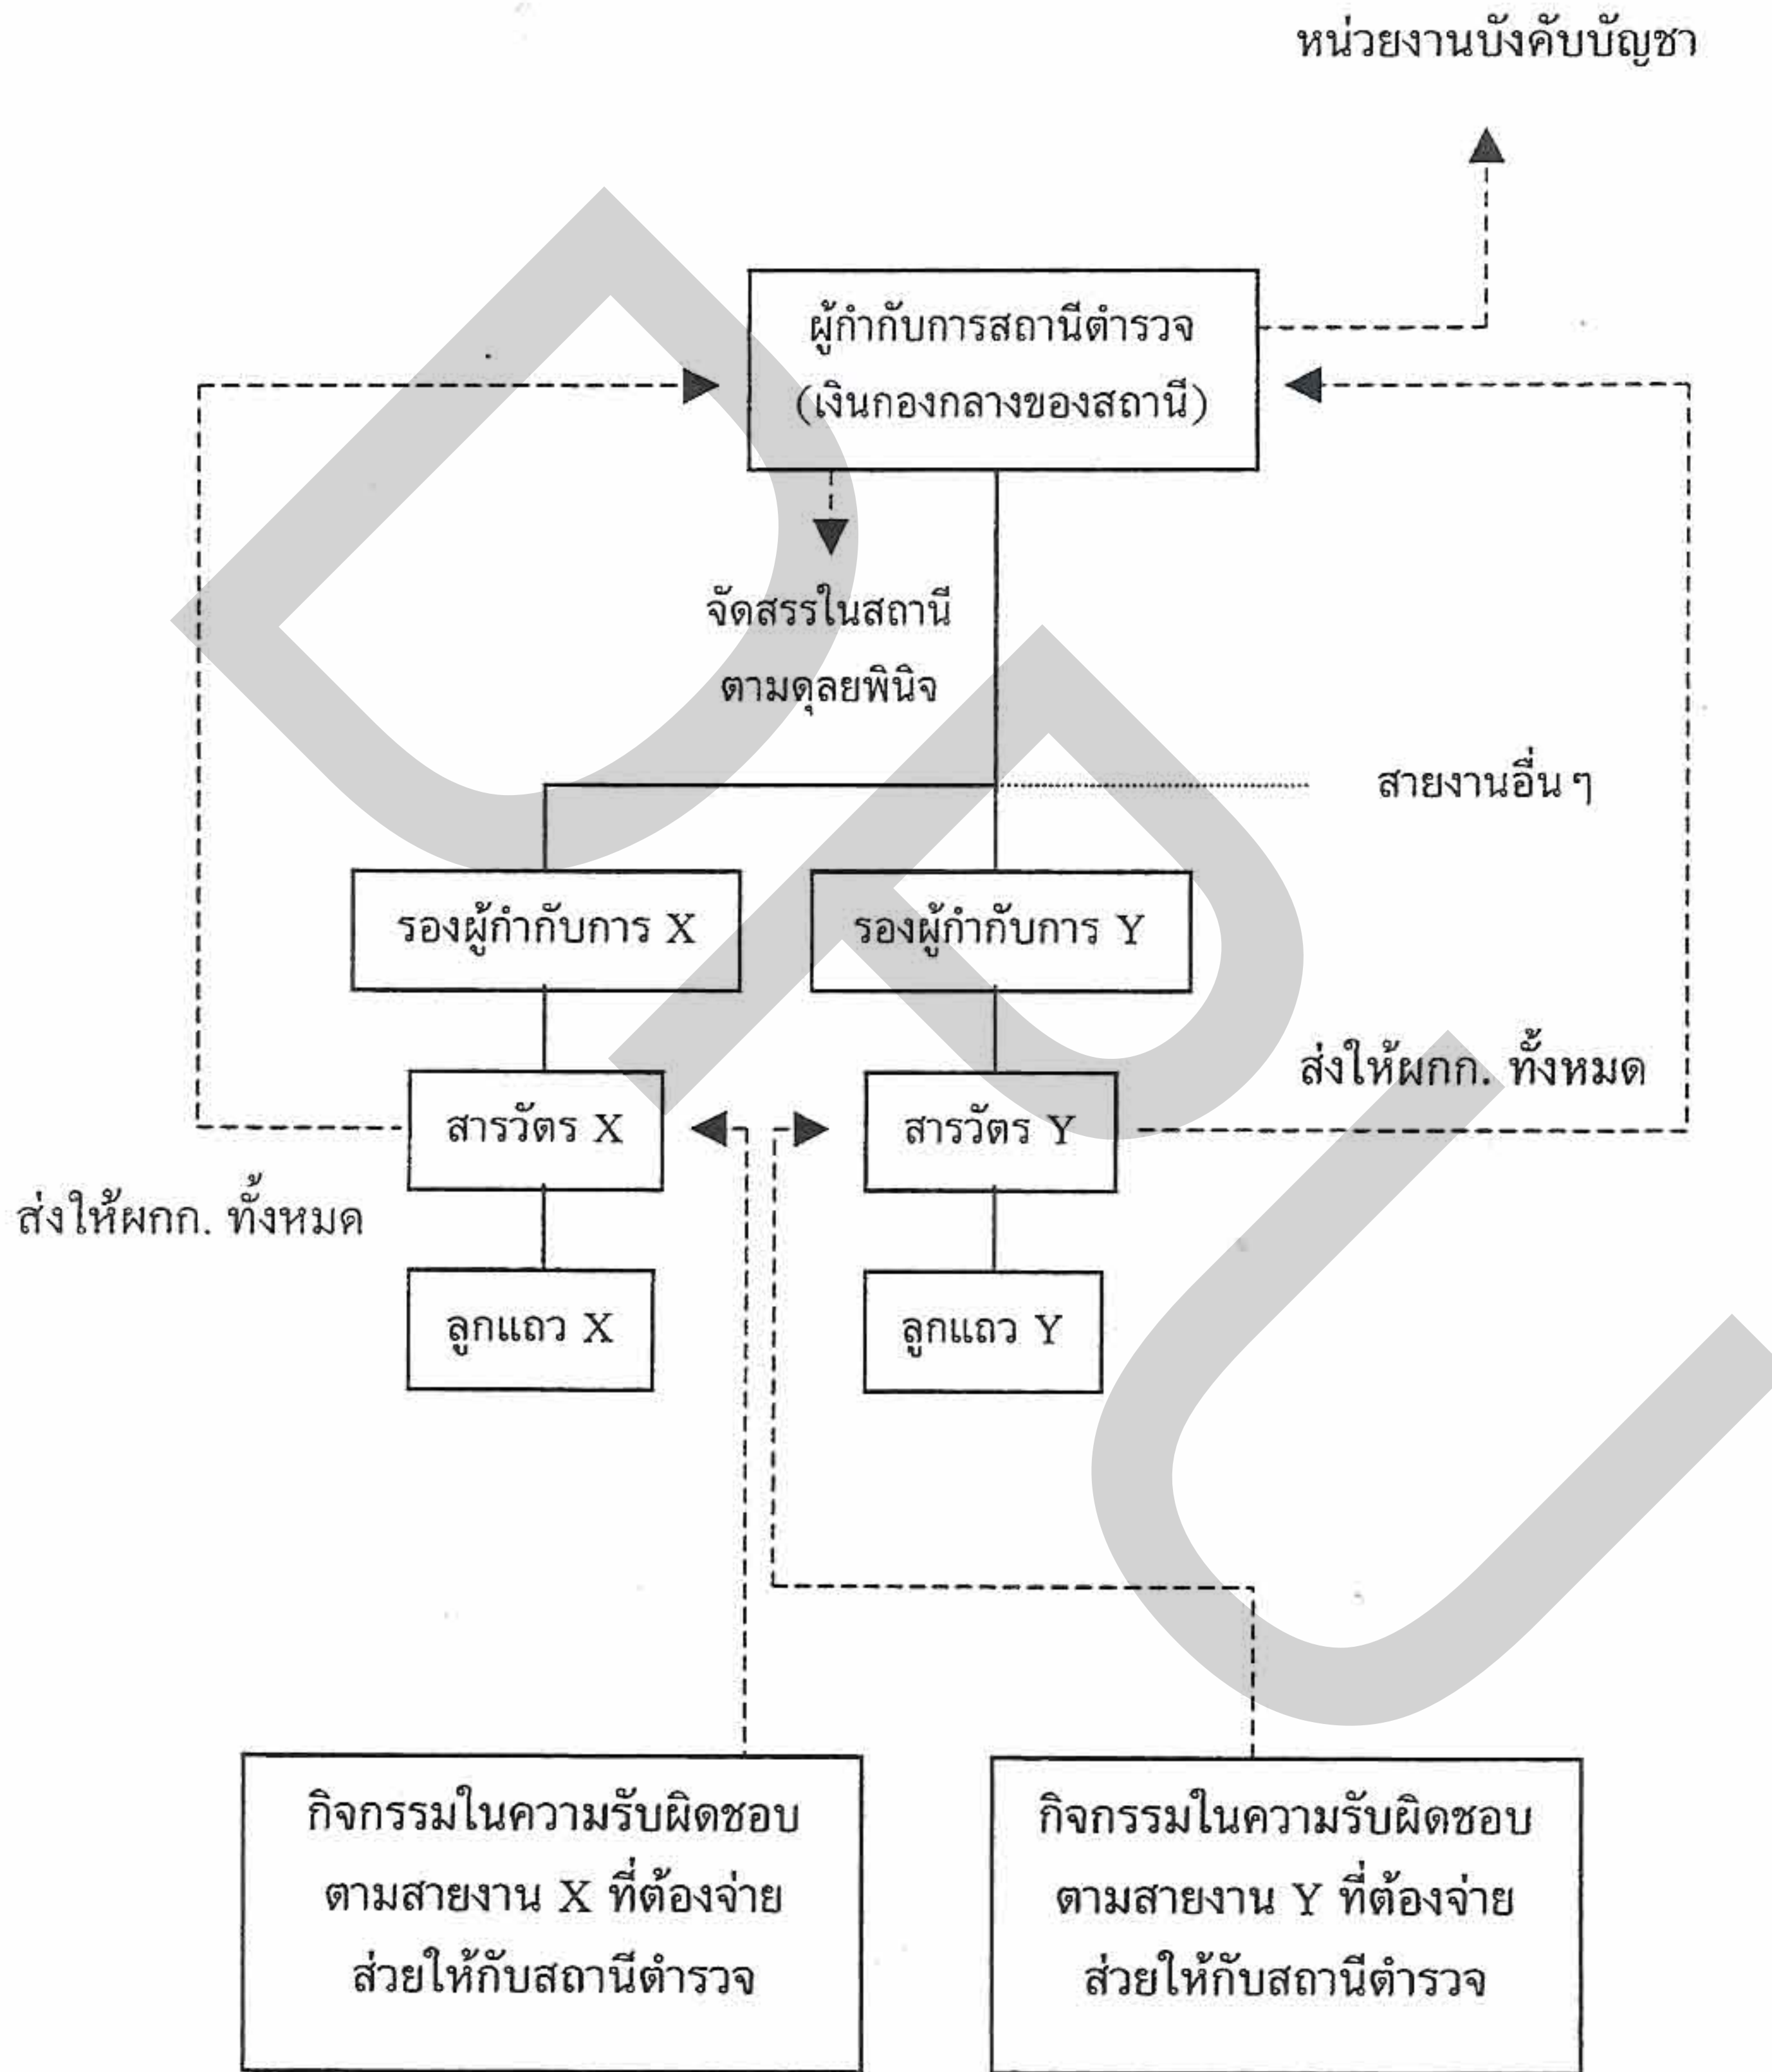 หน่วยงานบังคับบัญชา
ผู้กำกับการสถานีตำรวจ
(เงินกองกลางของสถานี)
จัดสรรในสถานี
ตามดุลยพินิจ
สายงานอื่น ๆ
รองผู้กำกับการ X
รองผู้กำกับการ Y
ส่งให้ผกก. ทั้งหมด
สารวัตร X
สารวัตร Y
ส่งให้ผกก. ทั้งหมด
ลูกแถว X
ลูกแถว Y
กิจกรรมในความรับผิดชอบ
ตามสายงาน X ที่ต้องจ่าย
ส่วยให้กับสถานีตำรวจ
กิจกรรมในความรับผิดชอบ
ตามสายงาน Y ที่ต้องจ่าย
ส่วยให้กับสถานีตำรวจ
DPU